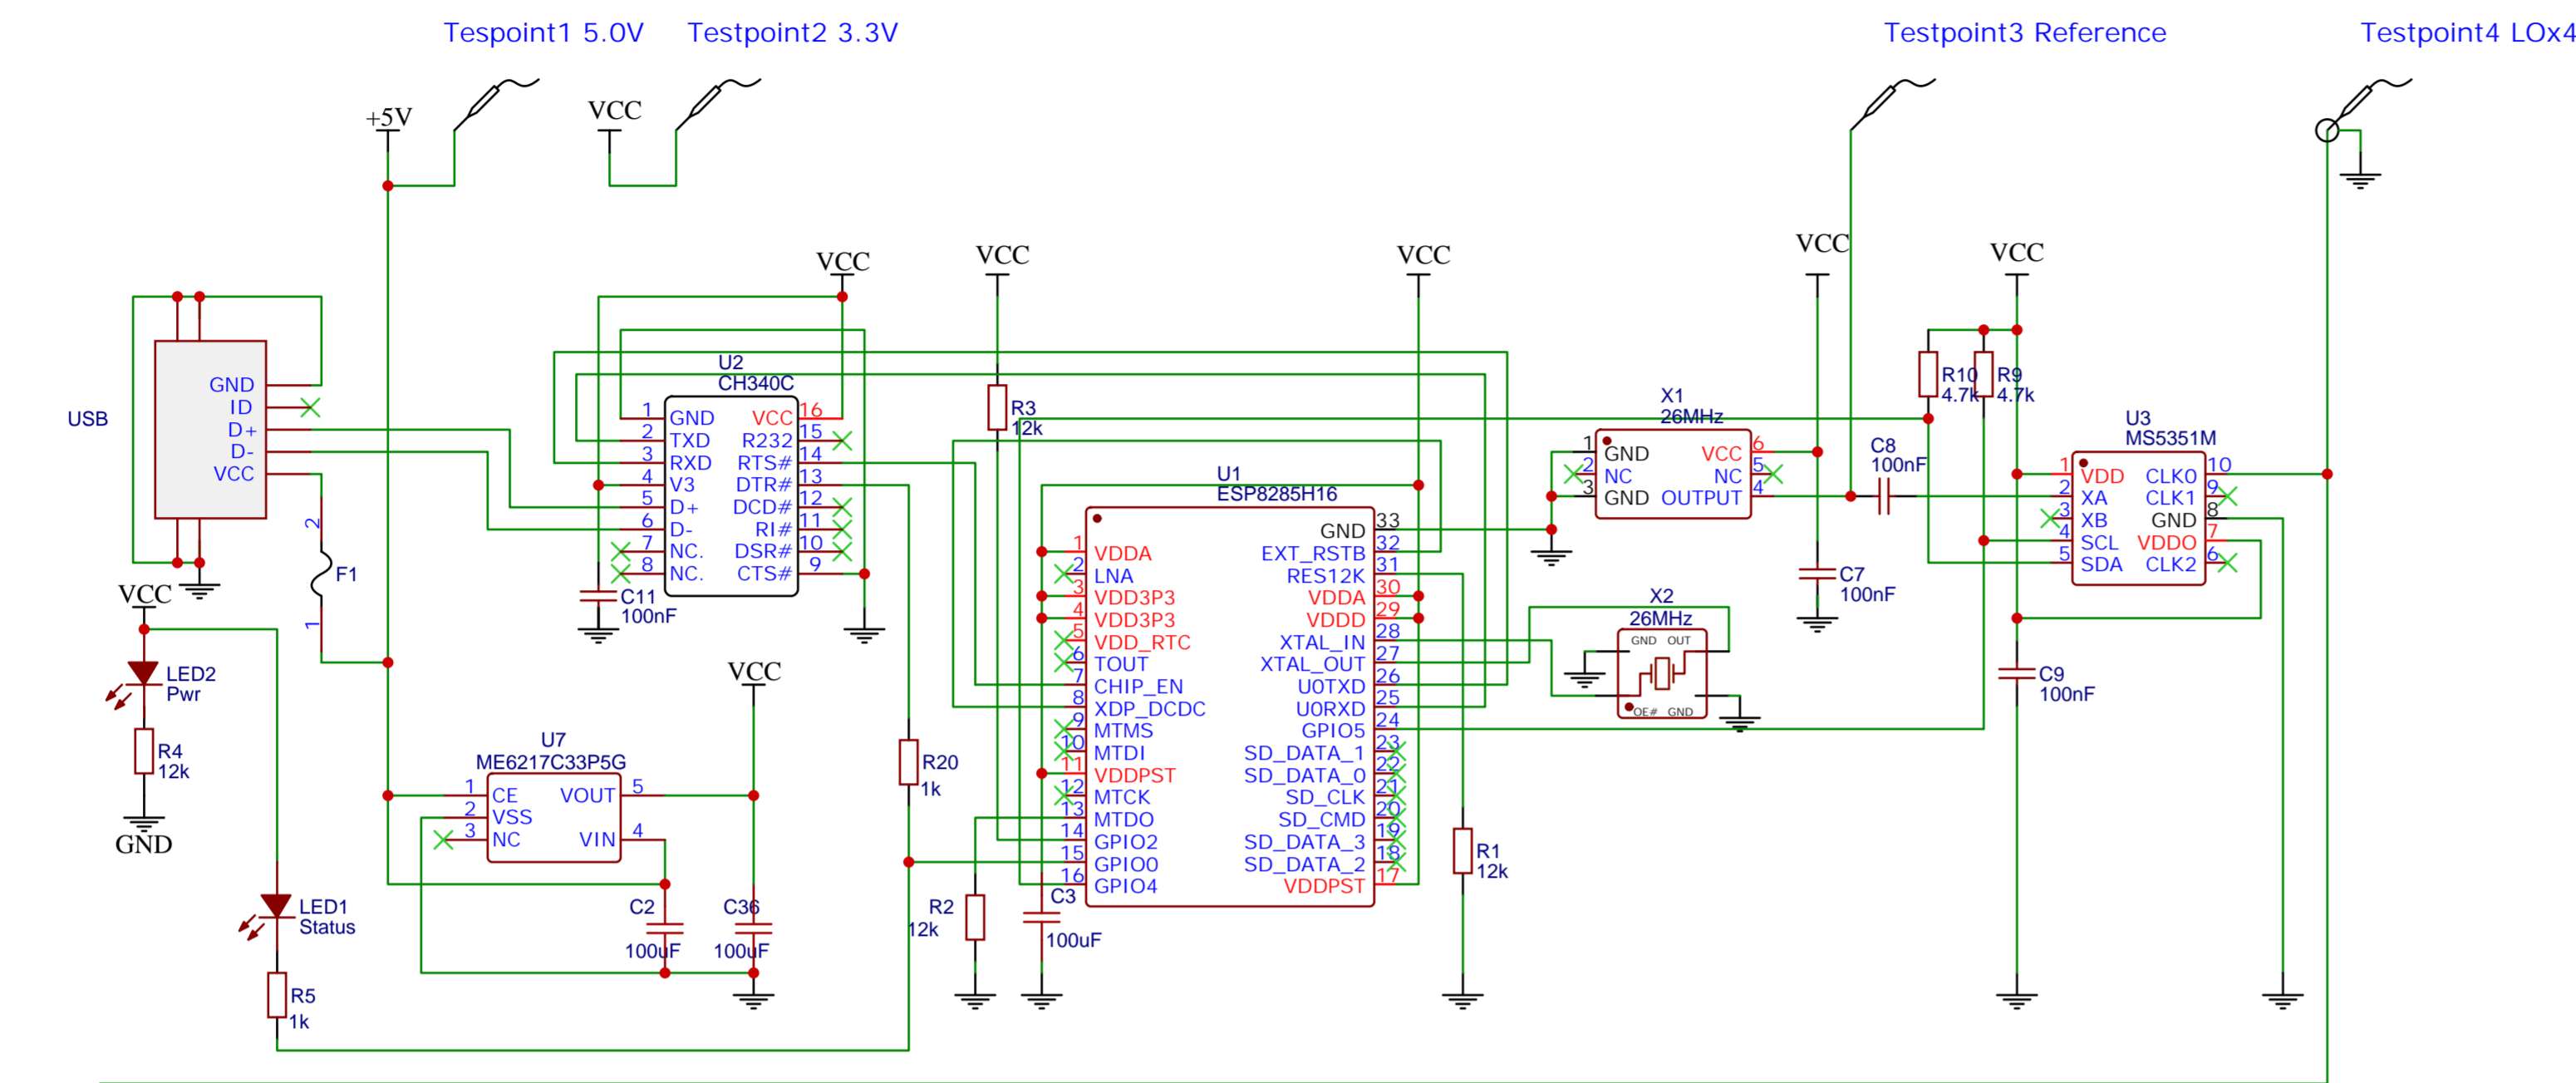 Tespoint1 5.0V
Testpoint2 3.3V
Testpoint3 Reference
Testpoint4 LOx4
+5V
VCC
VCC
VCC
VCC
VCC
VCC
USB
GND
ID
D+
D-
VCC
2
F1
1
VCC
LED2
Pwr
R4
12k
GND
LED1
Status
R5
1k
U2
CH340C
1 GND
2 TXD
3 RXD
4 V3
5 D+
6 D-
7 NC.
8 NC.
VCC 16
R232 15
RTS# 14
DTR# 13
DCD# 12
RI# 11
DSR# 10
CTS# 9
C11
100nF
VCC
U7
ME6217C33P5G
1 CE
2 VSS
3 NC
VOUT 5
VIN 4
C2
100uF
C36
100uF
R20
1k
R3
12k
U1
ESP8285H16
1 VDDA
2 LNA
3 VDD3P3
4 VDD3P3
5 VDD_RTC
6 TOUT
7 CHIP_EN
8 XDP_DCDC
9 MTMS
10 MTDI
11 VDDPST
12 MTCK
13 MTDO
14 GPIO2
15 GPIO0
16 GPIO4
GND 33
EXT_RSTB 32
RES12K 31
VDDA 30
VDDD 29
XTAL_IN 28
XTAL_OUT 27
U0TXD 26
U0RXD 25
GPIO5 24
SD_DATA_1 23
SD_DATA_0 22
SD_CLK 21
SD_CMD 20
SD_DATA_3 19
SD_DATA_2 18
VDDPST 17
R2
12k
C3
100uF
R1
12k
X1
26MHz
1 GND
2 NC
3 GND
VCC 6
NC 5
OUTPUT 4
X2
26MHz
GND OUT
OE# GND
C7
100nF
C8
100nF
R10
4.7k
R9
4.7k
U3
MS5351M
1 VDD
2 XA
3 XB
4 SCL
5 SDA
CLK0 10
CLK1 9
GND 8
VDDO 7
CLK2 6
C9
100nF